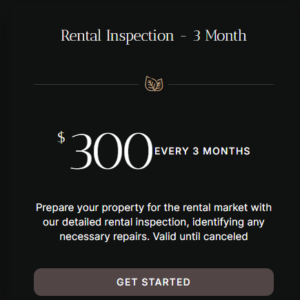 Rental Inspection - 3 Month
$300 EVERY 3 MONTHS
Prepare your property for the rental market with
our detailed rental inspection, identifying any
necessary repairs. Valid until canceled
GET STARTED